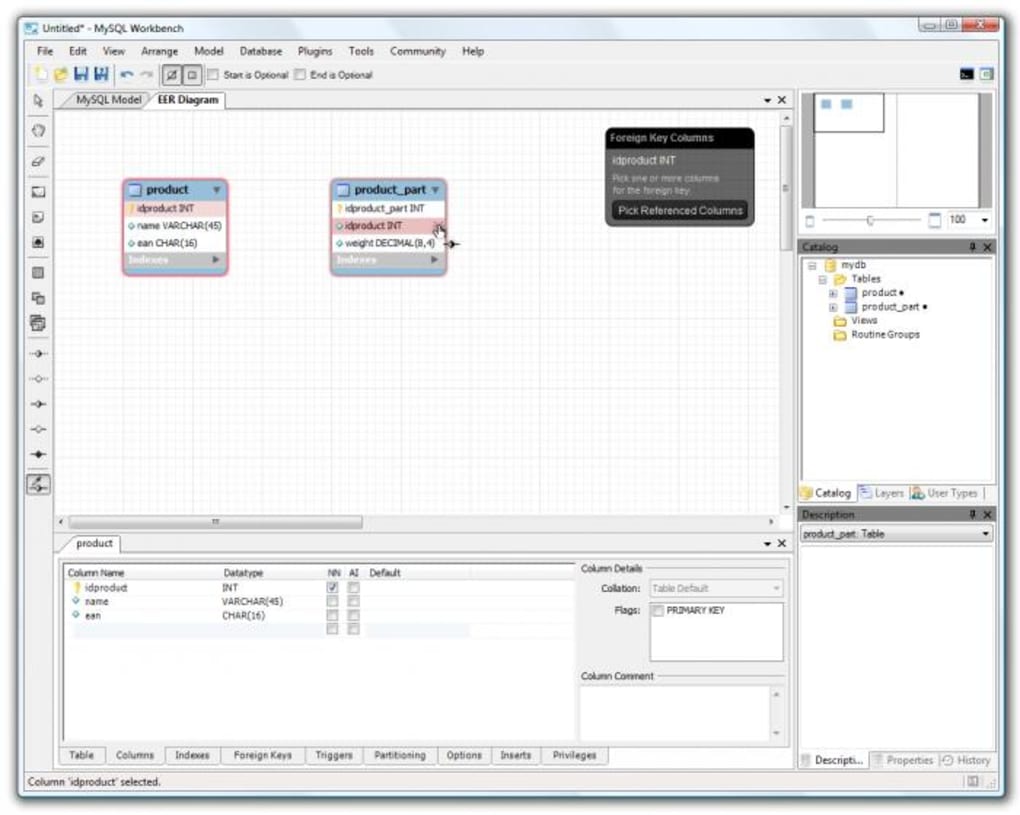 Untitled* - MySQL Workbench
File Edit View Arrange Model Database Plugins Tools Community Help
Start is Optional End is Optional
MySQL Model EER Diagram
product
idproduct INT
name VARCHAR(45)
ean CHAR(16)
Indexes
product_part
idproduct_part INT
idproduct INT
weight DECIMAL(8,4)
Indexes
Foreign Key Columns
idproduct INT
Pick one or more columns
for the foreign key.
Pick Referenced Columns
100
Catalog
mydb
Tables
product
product_part
Views
Routine Groups
Catalog Layers User Types
Description
product_part: Table
Descripti... Properties History
product
Column Name Datatype NN AI Default
idproduct INT
name VARCHAR(45)
ean CHAR(16)
Column Details
Collation: Table Default
Flags: PRIMARY KEY
Column Comment
Table Columns Indexes Foreign Keys Triggers Partitioning Options Inserts Privileges
Column 'idproduct' selected.